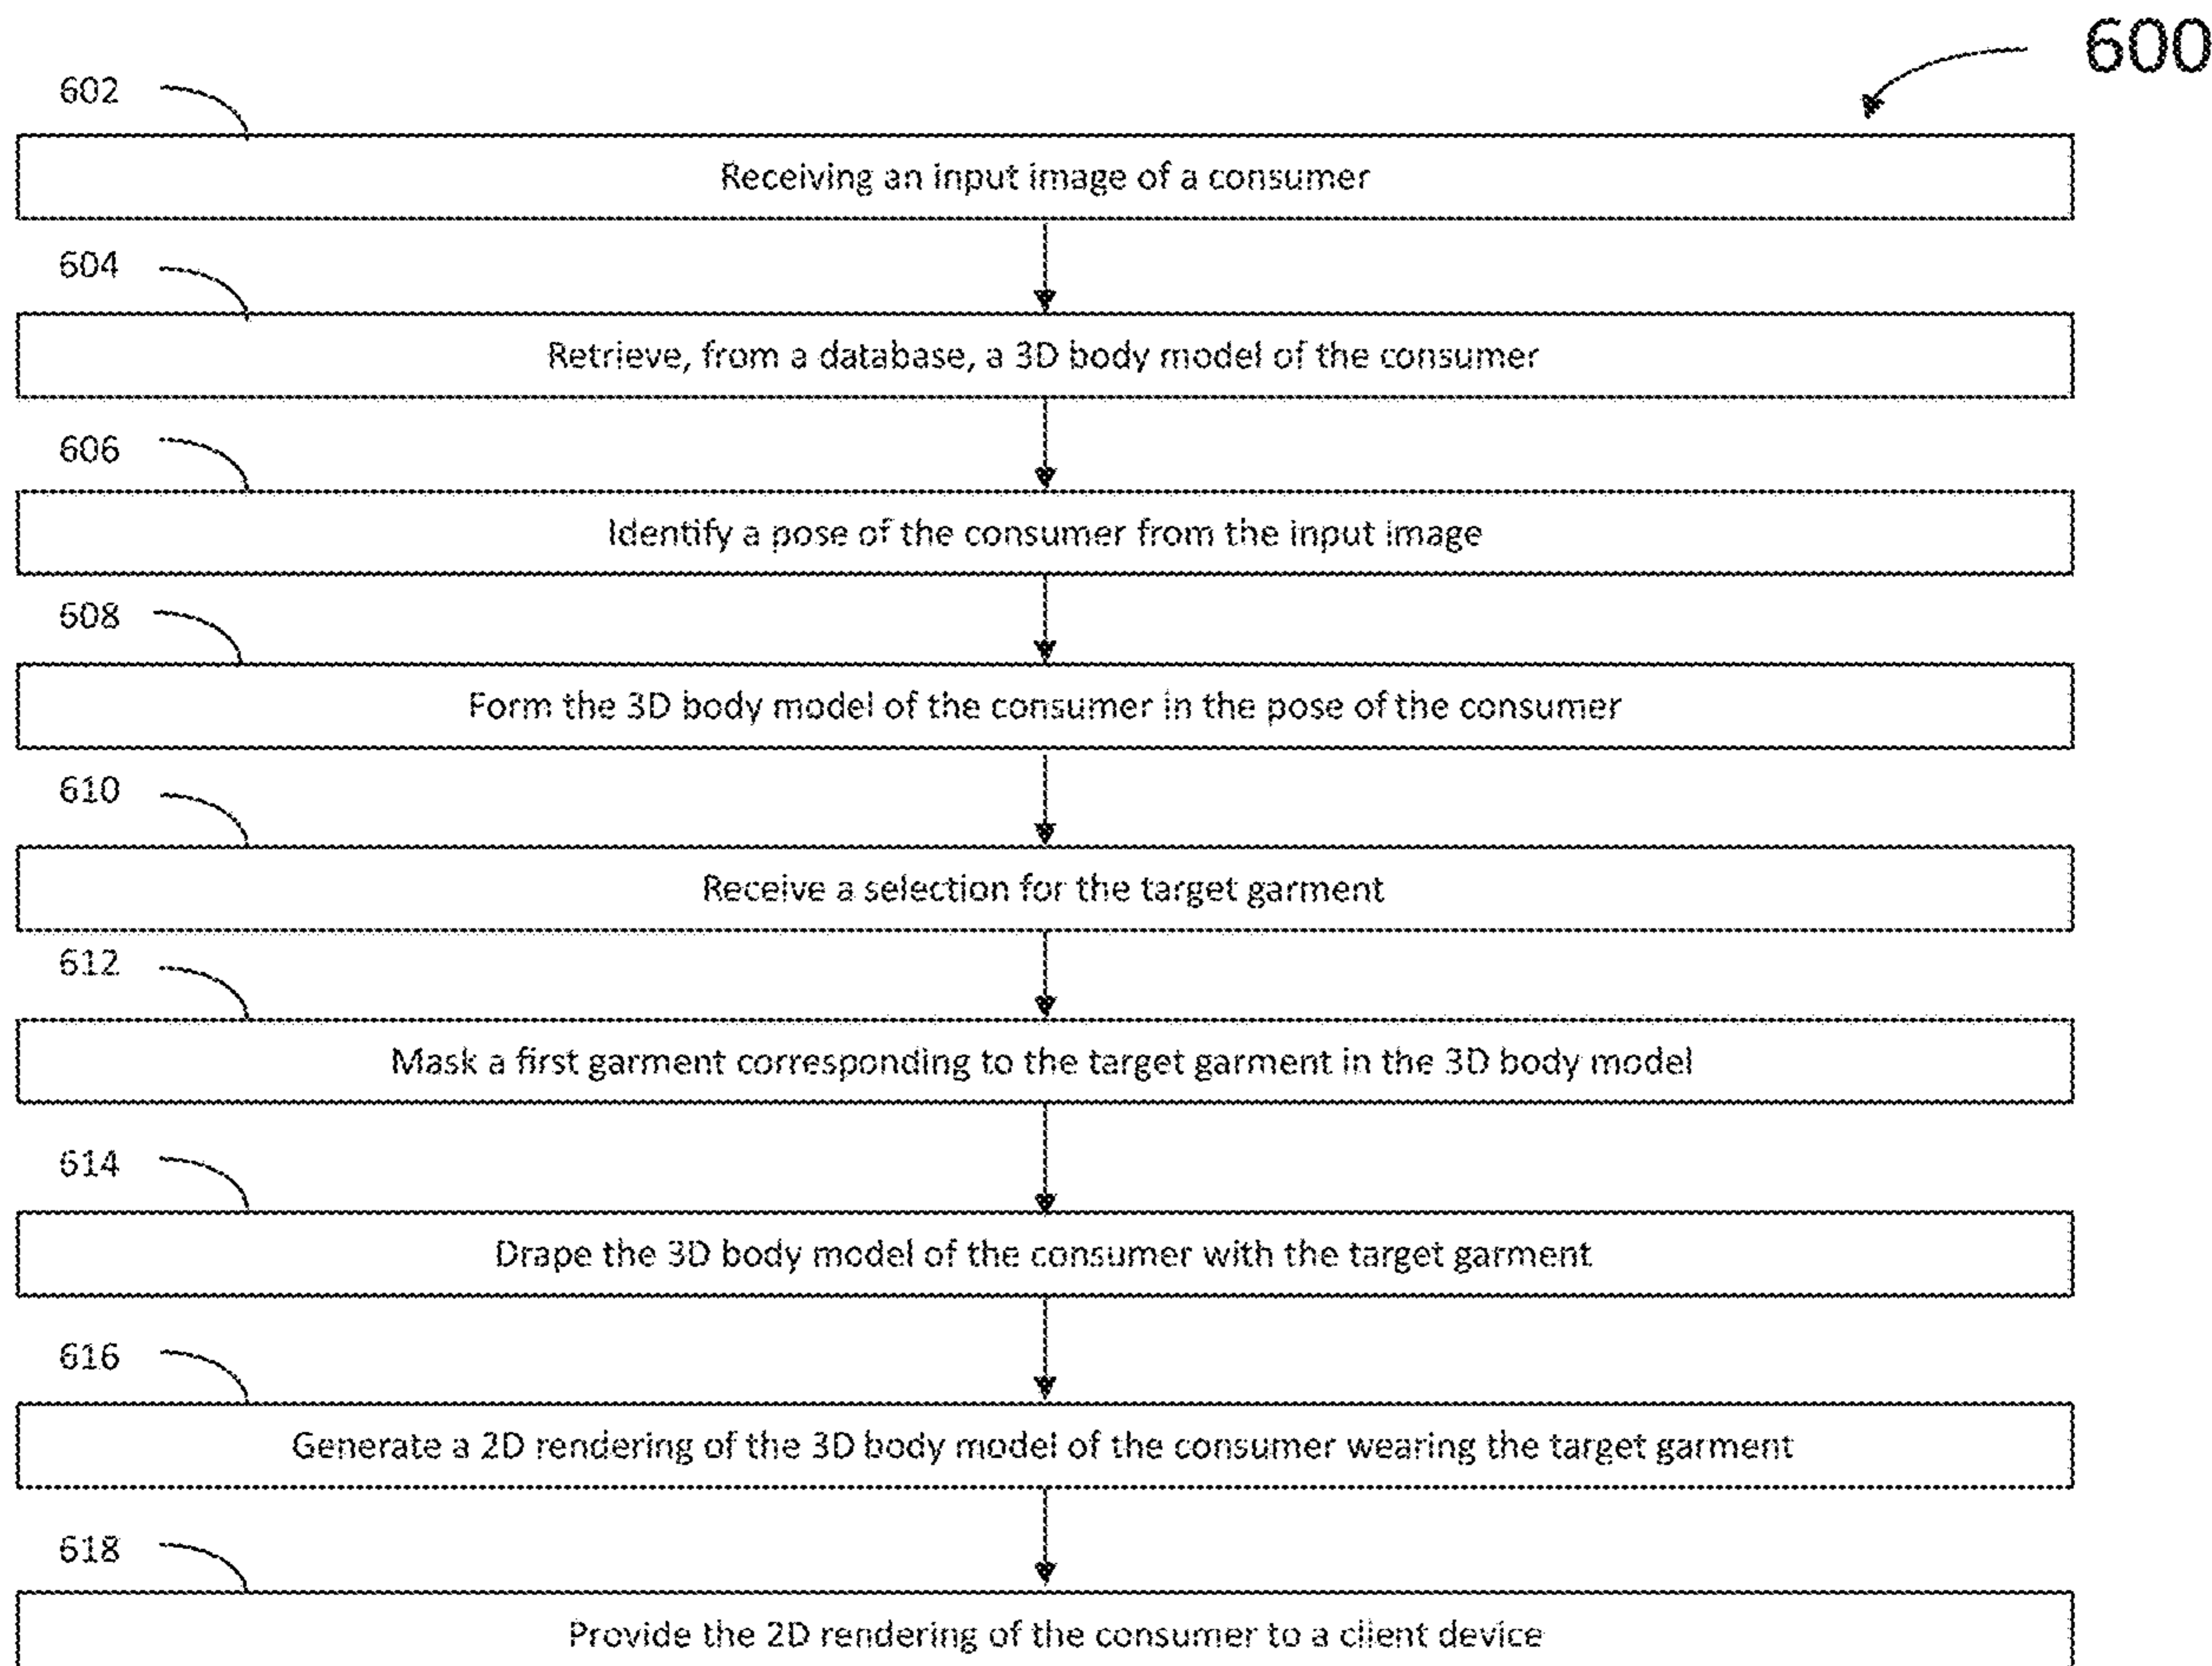 600
602
Receiving an input image of a consumer
604
Retrieve, from a database, a 3D body model of the consumer
606
Identify a pose of the consumer from the input image
608
Form the 3D body model of the consumer in the pose of the consumer
610
Receive a selection for the target garment
612
Mask a first garment corresponding to the target garment in the 3D body model
614
Drape the 3D body model of the consumer with the target garment
616
Generate a 2D rendering of the 3D body model of the consumer wearing the target garment
618
Provide the 2D rendering of the consumer to a client device